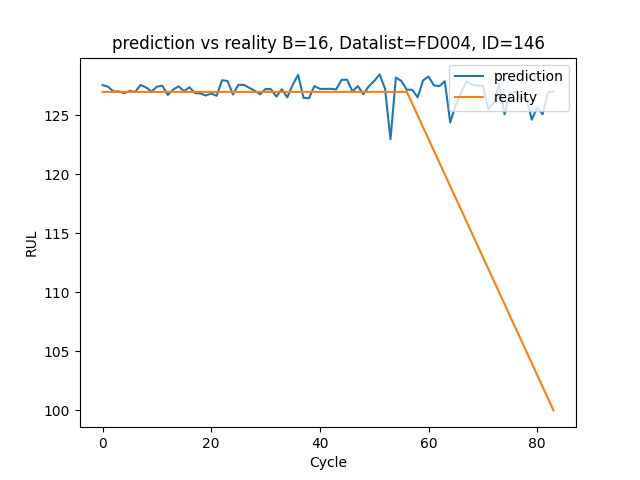 prediction vs reality B=16, Datalist=FD004, ID=146
prediction
reality
RUL
125
120
115
110
105
100
0
20
40
60
80
Cycle